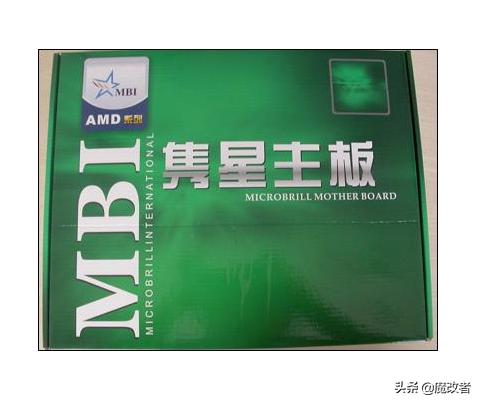 MBI
AMD 系列
MBI
MICROBRILLINTERNATIONAL
隽星主板
MICROBRILL MOTHER BOARD
头条 @魔改者